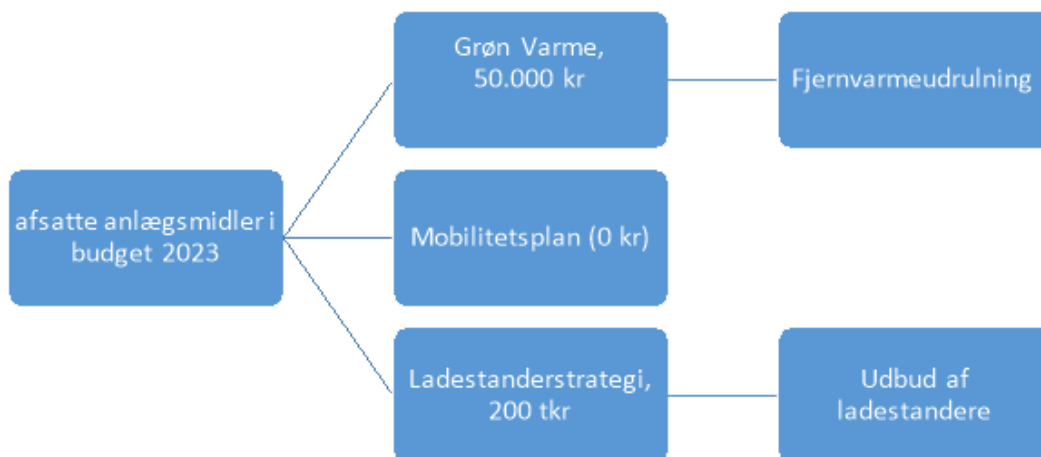 afsatte anlægsmidler i
budget 2023
Grøn Varme,
50.000 kr
Fjernvarmeudrulning
Mobilitetsplan (0 kr)
Ladestanderstrategi,
200 tkr
Udbud af
ladestandere